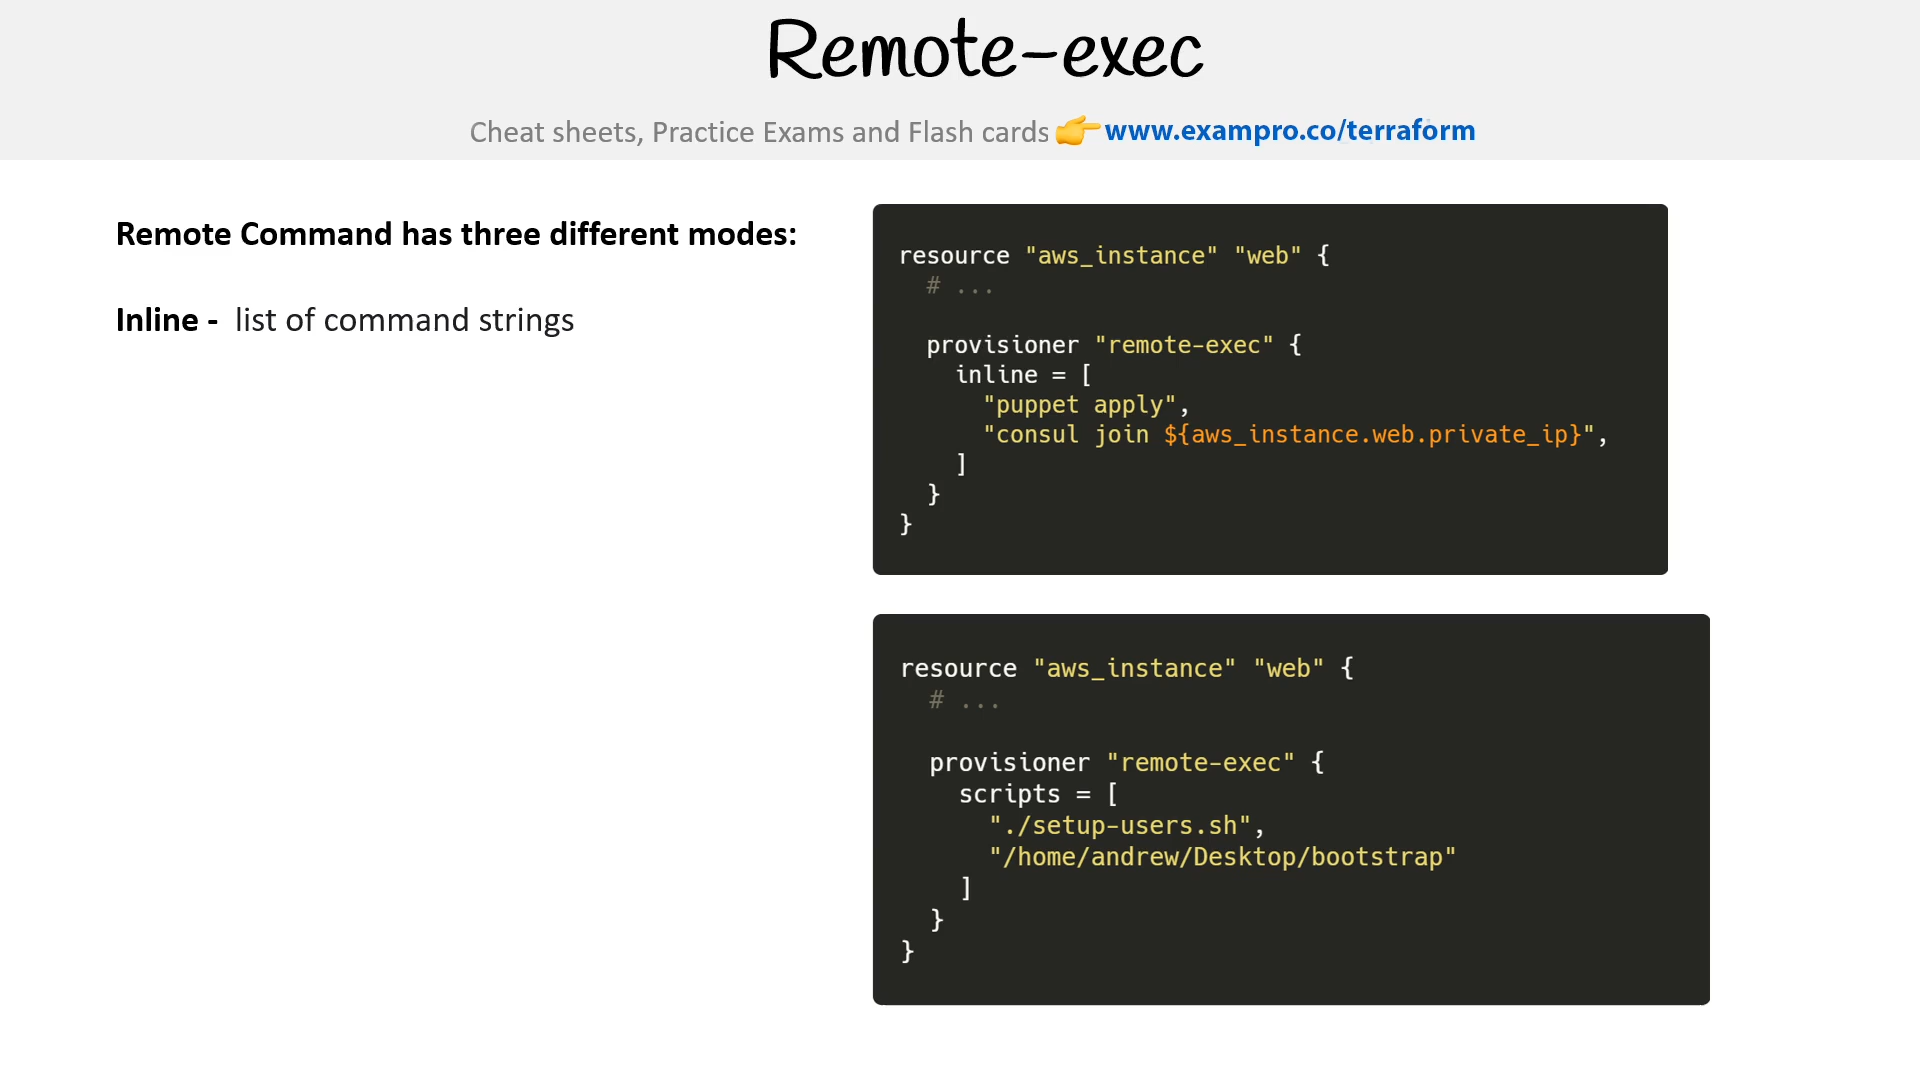 Remote-exec
Cheat sheets, Practice Exams and Flash cards 👉www.exampro.co/terraform
Remote Command has three different modes:
Inline - list of command strings
resource "aws_instance" "web" {
  # ...
  provisioner "remote-exec" {
    inline = [
      "puppet apply",
      "consul join ${aws_instance.web.private_ip}",
    ]
  }
}
resource "aws_instance" "web" {
  # ...
  provisioner "remote-exec" {
    scripts = [
      "./setup-users.sh",
      "/home/andrew/Desktop/bootstrap"
    ]
  }
}